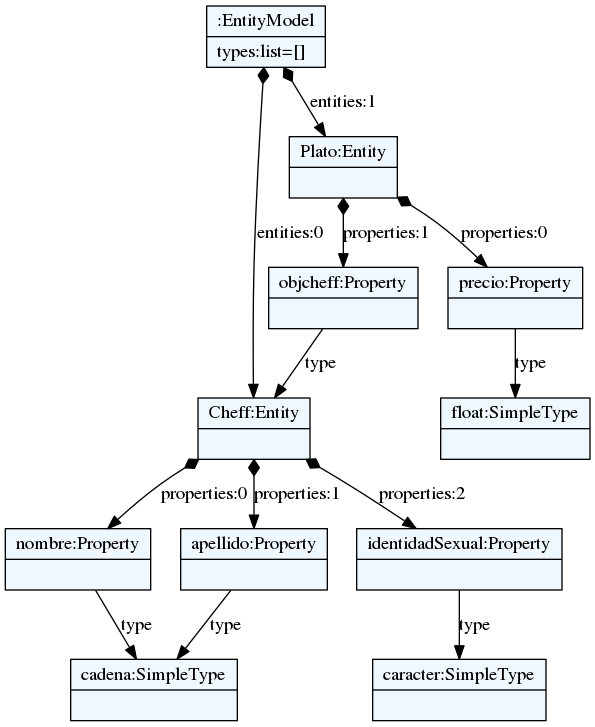 :EntityModel
types:list=[]
entities:1
Plato:Entity
entities:0
properties:1
properties:0
objcheff:Property
precio:Property
type
type
Cheff:Entity
float:SimpleType
properties:0
properties:1
properties:2
nombre:Property
apellido:Property
identidadSexual:Property
type
type
type
cadena:SimpleType
caracter:SimpleType